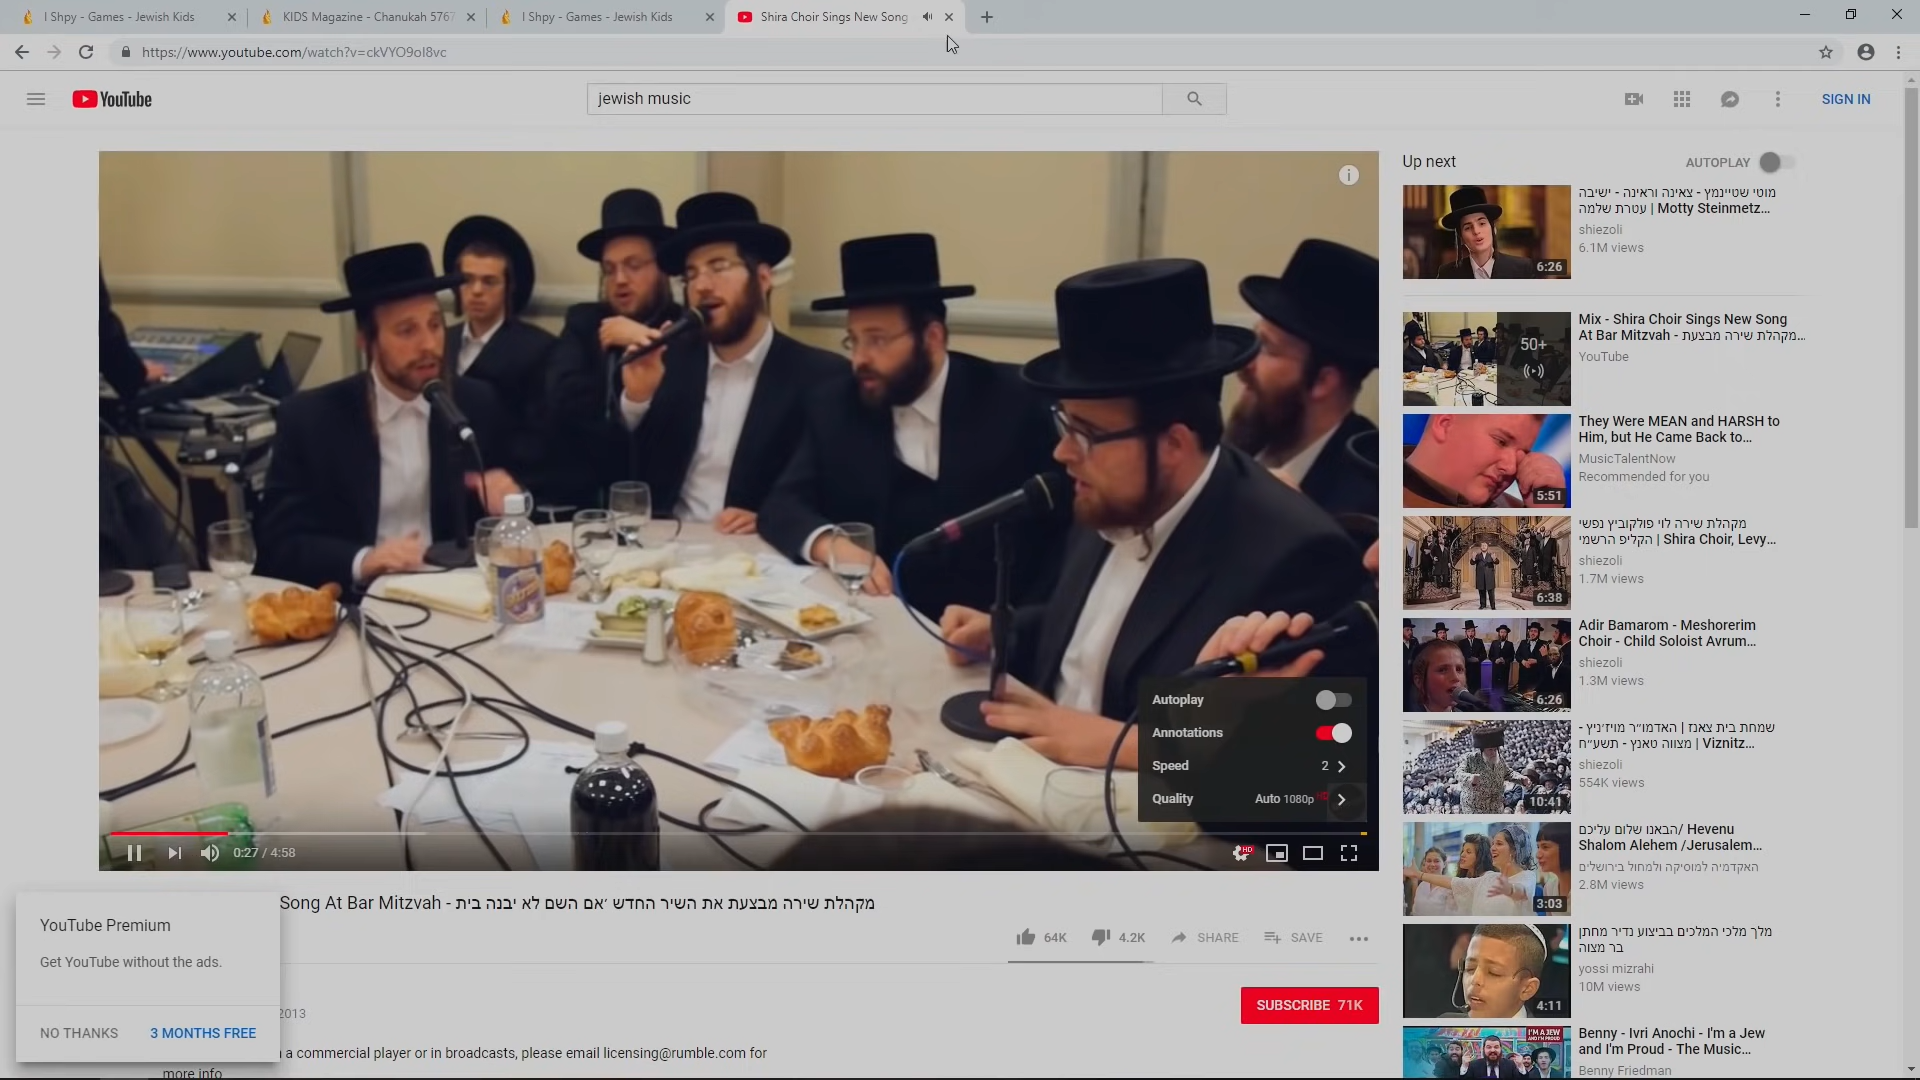 I Shpy - Games - Jewish Kids
KIDS Magazine - Chanukah 5767
I Shpy - Games - Jewish Kids
Shira Choir Sings New Song
https://www.youtube.com/watch?v=ckVYO9oI8vc
YouTube
jewish music
SIGN IN
Up next
AUTOPLAY
מוטי שטיינמץ - צאינה וראינה - ישיבה
עטרת שלמה | Motty Steinmetz...
shiezoli
6.1M views
6:26
Mix - Shira Choir Sings New Song
At Bar Mitzvah - מקהלת שירה מבצעת...
YouTube
50+
They Were MEAN and HARSH to
Him, but He Came Back to...
MusicTalentNow
Recommended for you
5:51
מקהלת שירה לוי פולקוביץ נפשי
הקליפ הרשמי | Shira Choir, Levy...
shiezoli
1.7M views
6:38
Adir Bamarom - Meshorerim
Choir - Child Soloist Avrum...
shiezoli
1.3M views
6:26
שמחת בית צאנז | האדמו״ר מויז׳ניץ -
מצווה טאנץ - תשע״ח | Viznitz...
shiezoli
554K views
10:41
הבאנו שלום עליכם/ Hevenu
Shalom Alehem /Jerusalem...
האקדמיה למוסיקה ולמחול בירושלים
2.8M views
3:03
מלך מלכי המלכים בביצוע נדיר מחתן
בר מצוה
yossi mizrahi
10M views
4:11
Benny - Ivri Anochi - I'm a Jew
and I'm Proud - The Music...
Benny Friedman
I'M A JEW
AND I'M PROUD
Autoplay
Annotations
Speed 2
Quality Auto 1080p HD
0:27 / 4:58
HD
Song At Bar Mitzvah - מקהלת שירה מבצעת את השיר החדש ׳אם השם לא יבנה בית
64K 4.2K SHARE SAVE
SUBSCRIBE 71K
2013
a commercial player or in broadcasts, please email licensing@rumble.com for
more info
YouTube Premium
Get YouTube without the ads.
NO THANKS 3 MONTHS FREE